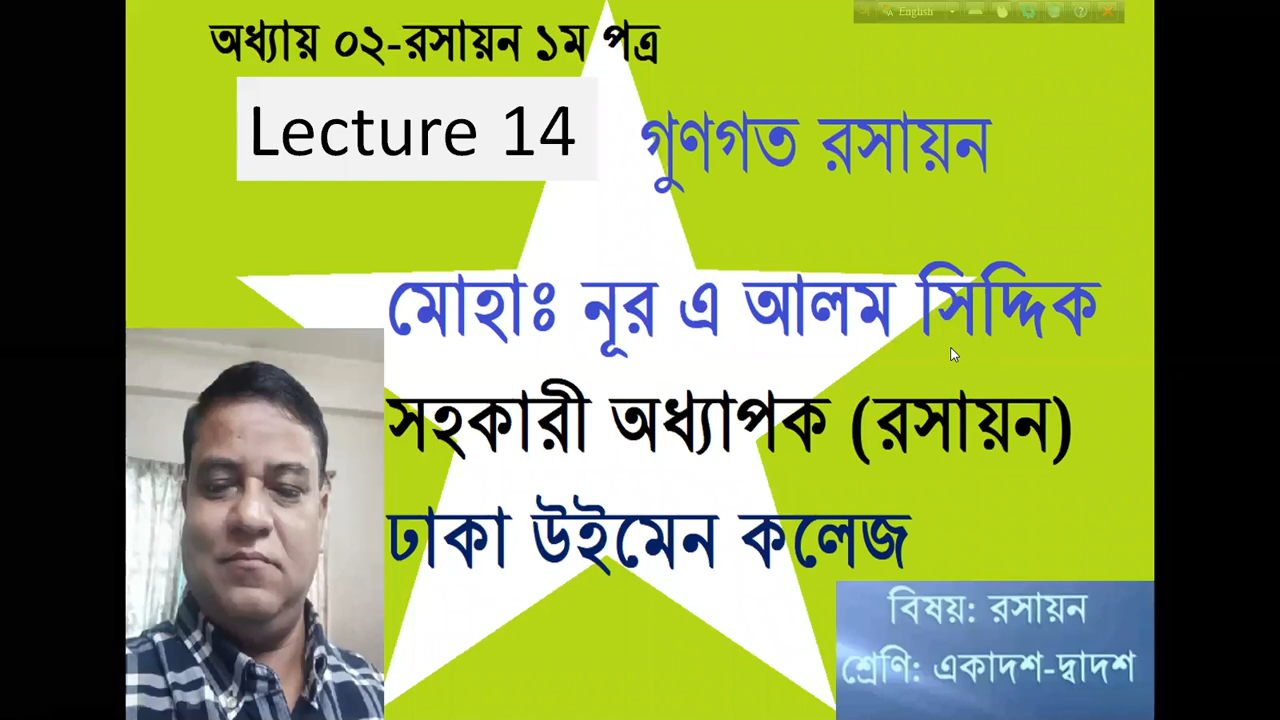 English
অধ্যায় ০২-রসায়ন ১ম পত্র
Lecture 14
গুণগত রসায়ন
মোহাঃ নূর এ আলম সিদ্দিক
সহকারী অধ্যাপক (রসায়ন)
ঢাকা উইমেন কলেজ
বিষয়: রসায়ন
শ্রেণি: একাদশ-দ্বাদশ